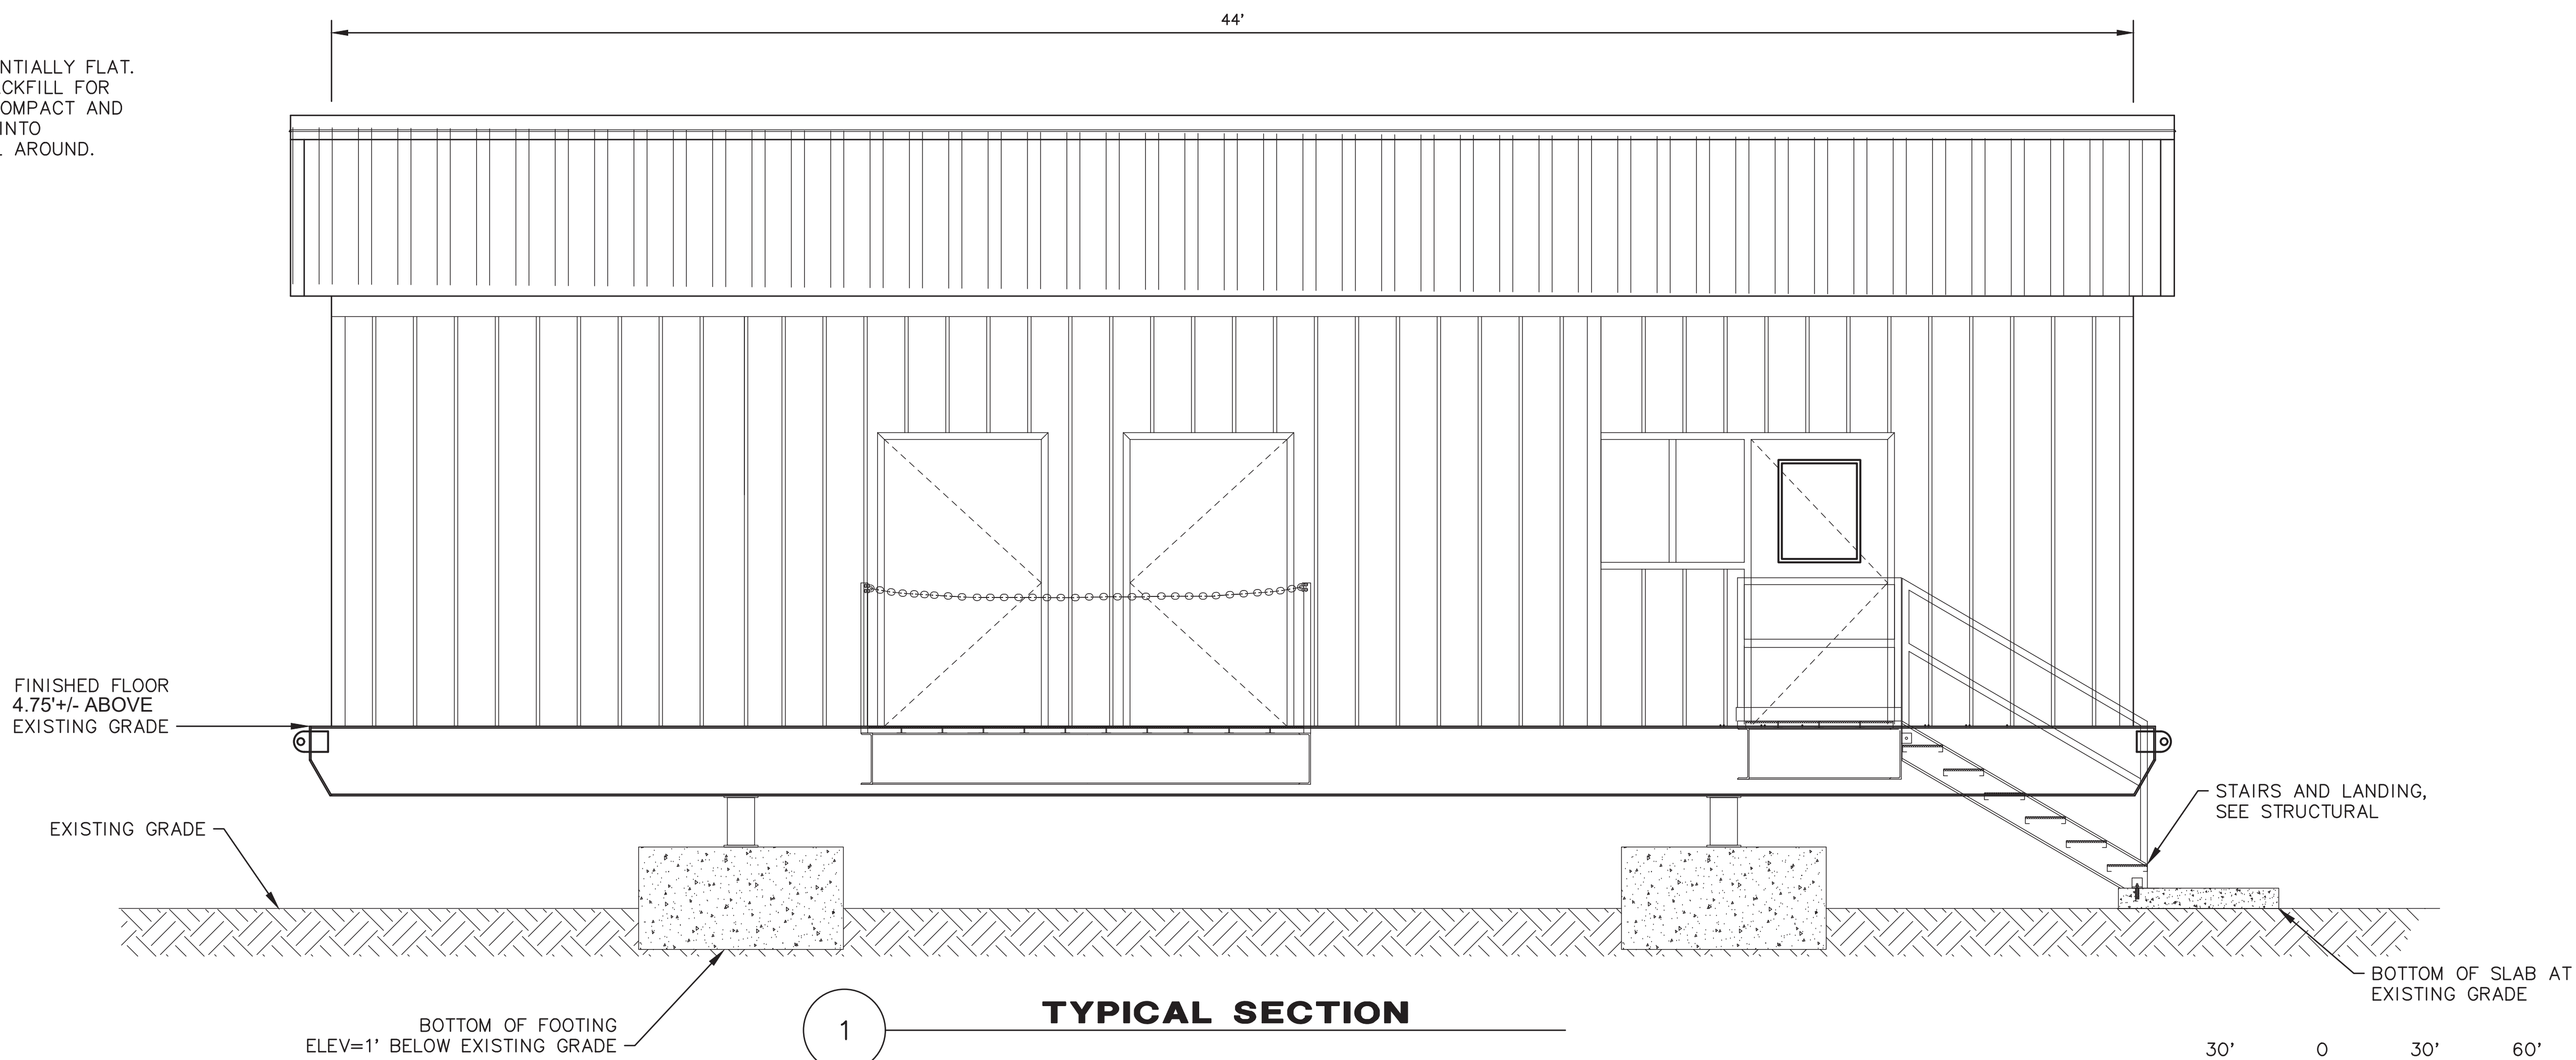 44'
NTIALLY FLAT.
CKFILL FOR
OMPACT AND
INTO
AROUND.
FINISHED FLOOR
4.75'+/- ABOVE
EXISTING GRADE
EXISTING GRADE
STAIRS AND LANDING,
SEE STRUCTURAL
BOTTOM OF SLAB AT
EXISTING GRADE
BOTTOM OF FOOTING
ELEV=1' BELOW EXISTING GRADE
1
TYPICAL SECTION
30' 0 30' 60'